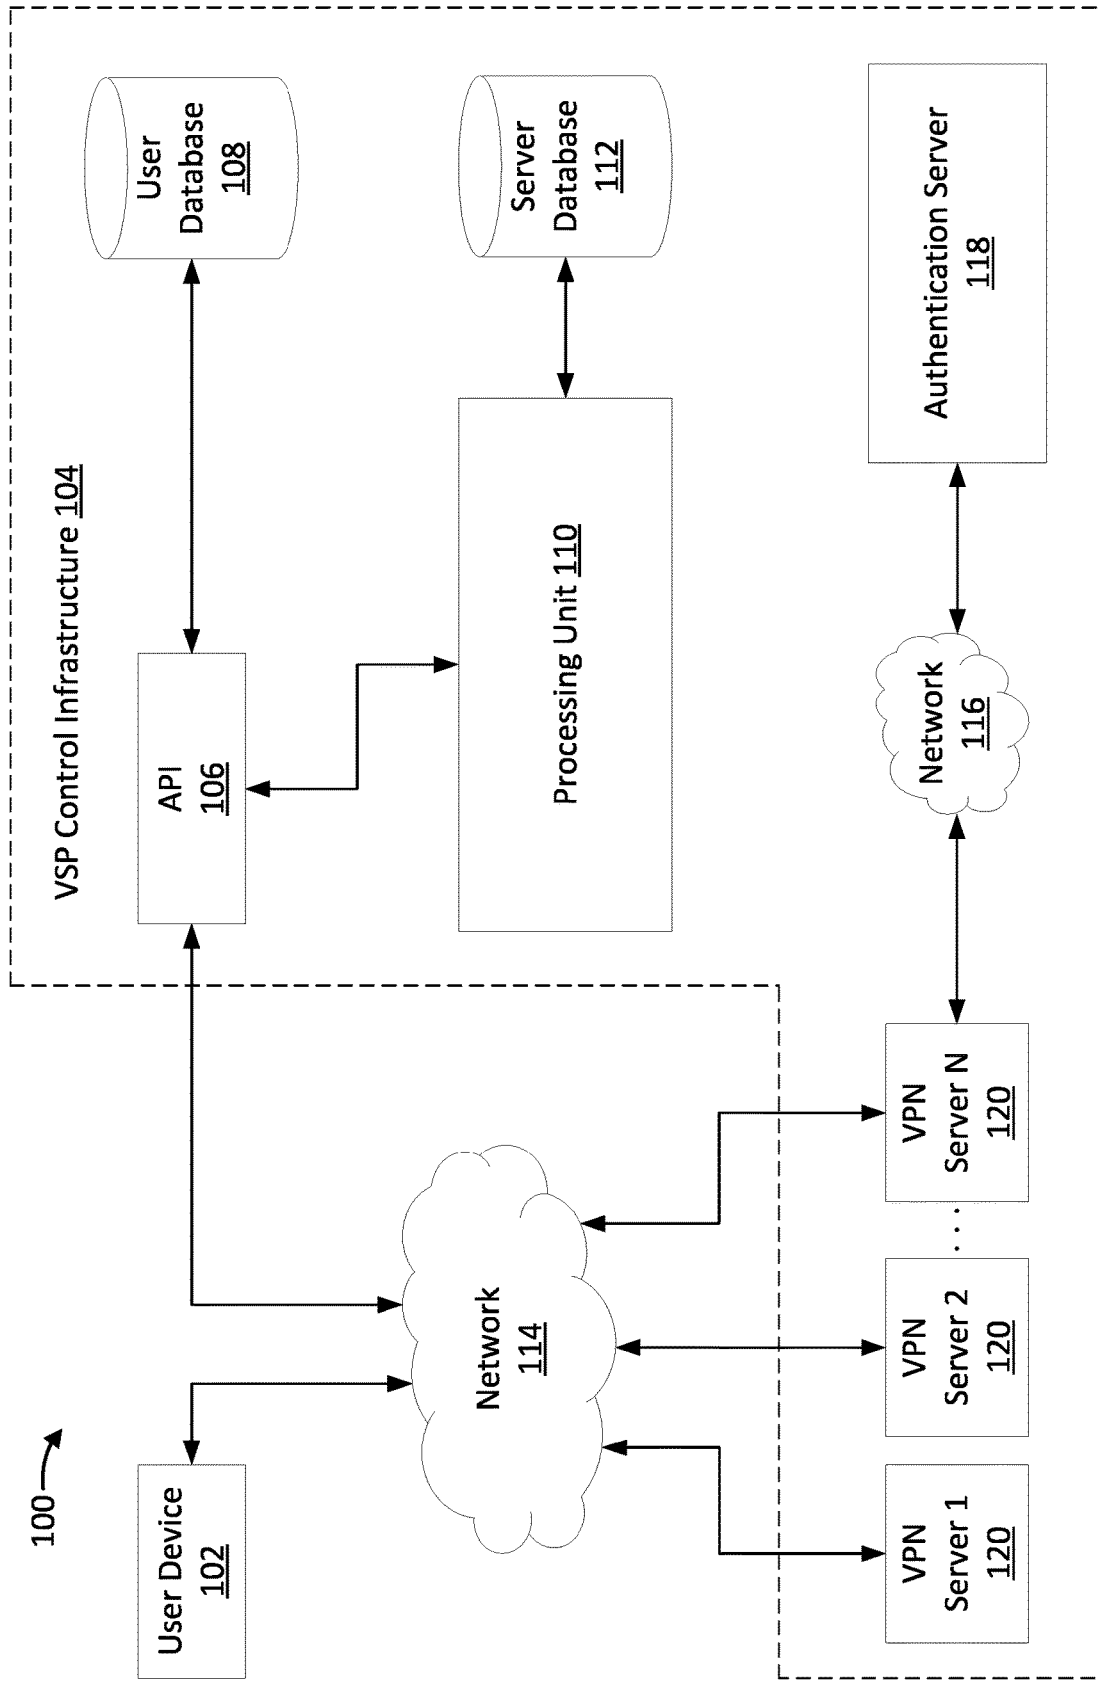 100
User Device
102
VSP Control Infrastructure 104
API
106
User
Database
108
Processing Unit 110
Server
Database
112
Network
114
VPN
Server 1
120
VPN
Server 2
120
. . .
VPN
Server N
120
Network
116
Authentication Server
118